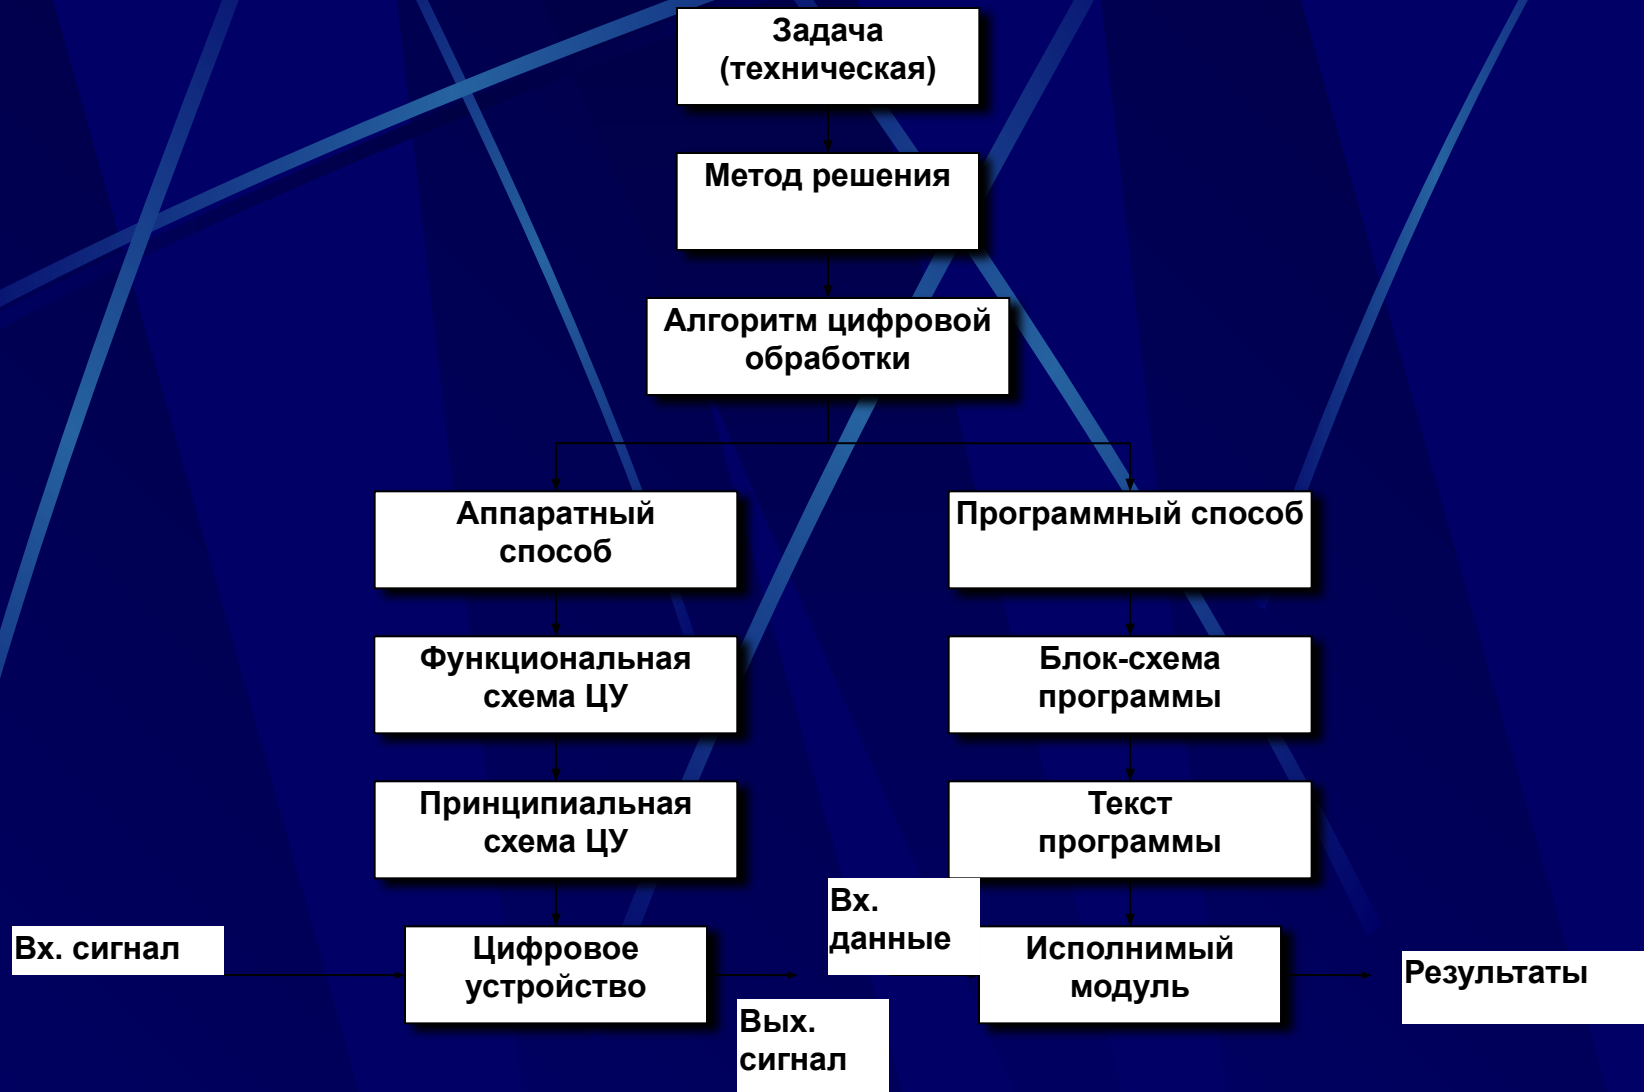 Задача
(техническая)
Метод решения
Алгоритм цифровой
обработки
Аппаратный
способ
Программный способ
Функциональная
схема ЦУ
Блок-схема
программы
Принципиальная
схема ЦУ
Текст
программы
Вх. сигнал
Цифровое
устройство
Вых.
сигнал
Вх.
данные
Исполнимый
модуль
Результаты